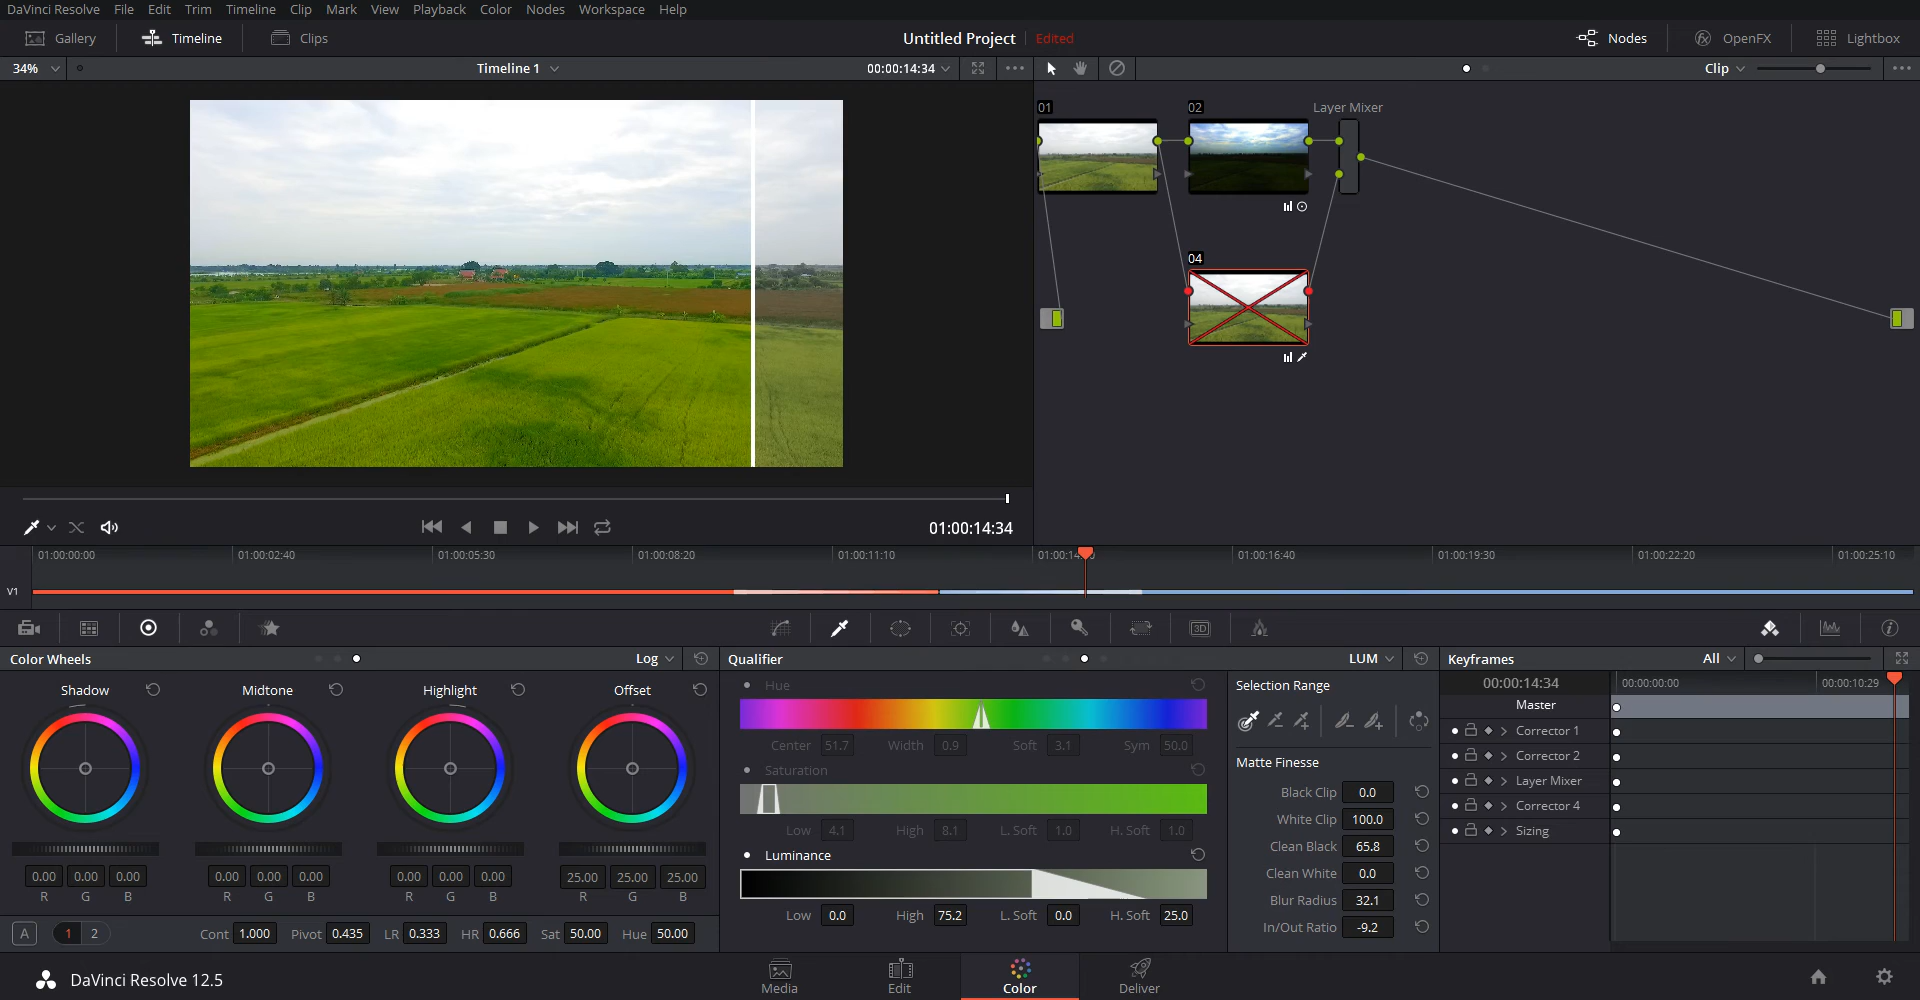 DaVinci Resolve File Edit Trim Timeline Clip Mark View Playback Color Nodes Workspace Help
Gallery Timeline Clips Untitled Project Edited Nodes OpenFX Lightbox
34% Timeline 1 00:00:14:34 Clip
01 02 Layer Mixer
04
01:00:14:34
01:00:00:00 01:00:02:40 01:00:05:30 01:00:08:20 01:00:11:10 01:00:16:40 01:00:19:30 01:00:22:20 01:00:25:10
V1
3D
Color Wheels Log Qualifier LUM Keyframes All
Shadow Midtone Highlight Offset
Hue
Center 51.7 Width 0.9 Soft 3.1 Sym 50.0
Saturation
Low 4.1 High 8.1 L. Soft 1.0 H. Soft 1.0
Luminance
Low 0.0 High 75.2 L. Soft 0.0 H. Soft 25.0
Selection Range
Matte Finesse
Black Clip 0.0
White Clip 100.0
Clean Black 65.8
Clean White 0.0
Blur Radius 32.1
In/Out Ratio -9.2
00:00:14:34 00:00:00:00 00:00:10:29
Master
Corrector 1
Corrector 2
Layer Mixer
Corrector 4
Sizing
0.00 0.00 0.00 0.00 0.00 0.00 0.00 0.00 0.00 25.00 25.00 25.00
R G B R G B R G B R G B
A 1 2 Cont 1.000 Pivot 0.435 LR 0.333 HR 0.666 Sat 50.00 Hue 50.00
DaVinci Resolve 12.5 Media Edit Color Deliver